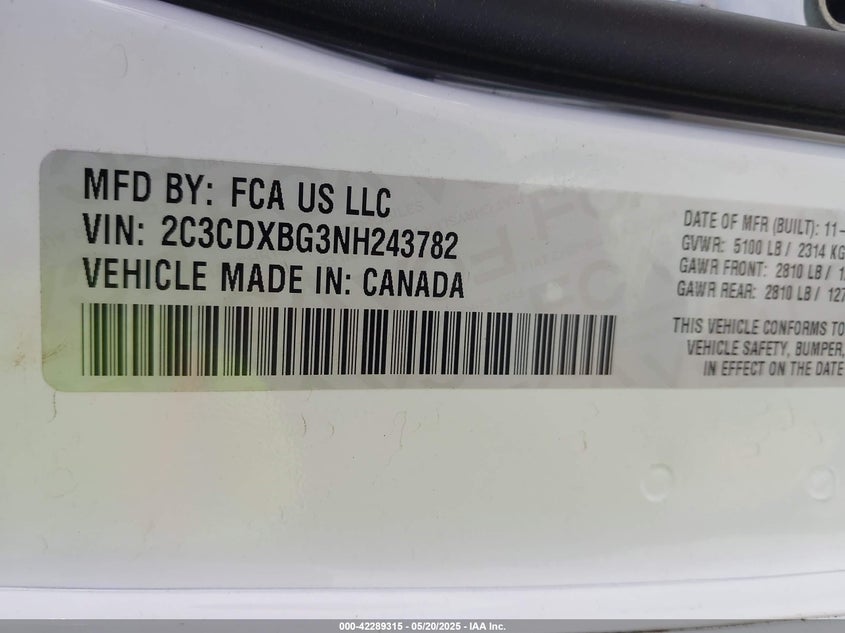 MFD BY: FCA US LLC
VIN: 2C3CDXBG3NH243782
VEHICLE MADE IN: CANADA
DATE OF MFR (BUILT): 11-
GVWR: 5100 LB / 2314 KG
GAWR FRONT: 2810 LB /
GAWR REAR: 2810 LB / 127
THIS VEHICLE CONFORMS TO
VEHICLE SAFETY, BUMPER,
IN EFFECT ON THE DATE
000-42289315 - 05/20/2025 - IAA Inc.